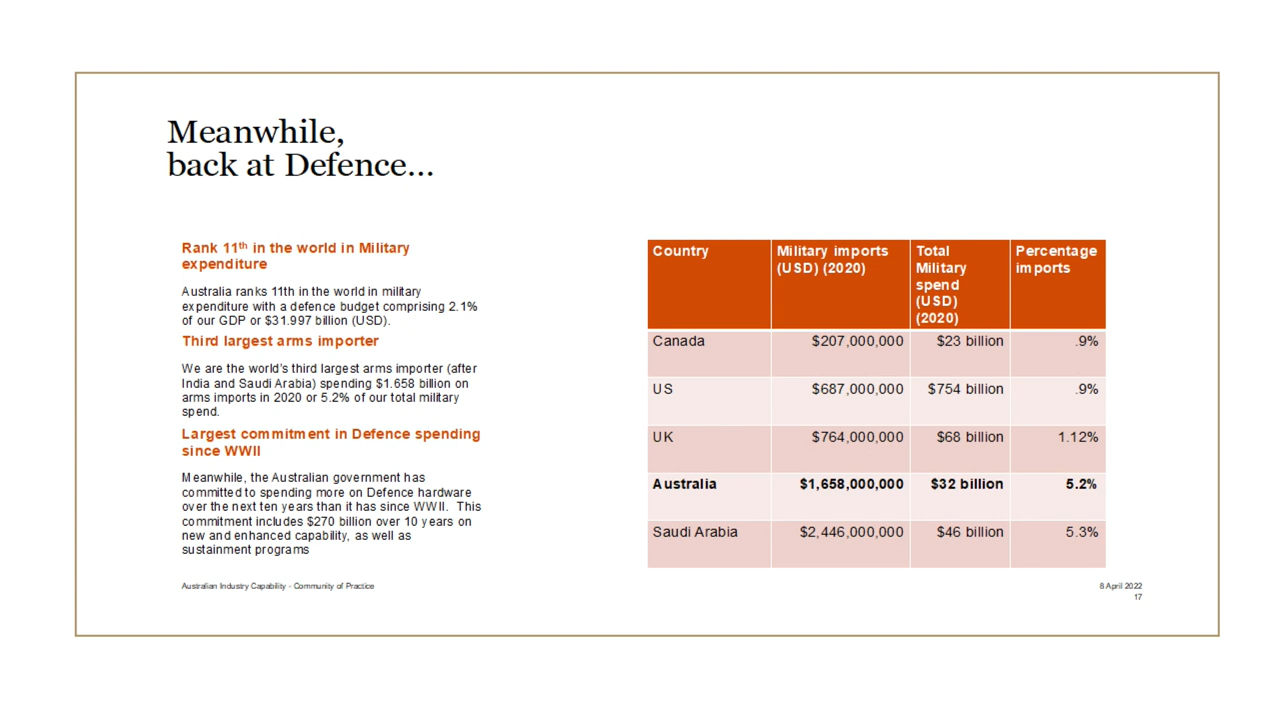 Meanwhile,
back at Defence...
Rank 11th in the world in Military
expenditure
Australia ranks 11th in the world in military
expenditure with a defence budget comprising 2.1%
of our GDP or $31.997 billion (USD).
Third largest arms importer
We are the world's third largest arms importer (after
India and Saudi Arabia) spending $1.658 billion on
arms imports in 2020 or 5.2% of our total military
spend.
Largest commitment in Defence spending
since WWII
Meanwhile, the Australian government has
committed to spending more on Defence hardware
over the next ten years than it has since WWII. This
commitment includes $270 billion over 10 years on
new and enhanced capability, as well as
sustainment programs
Country
Military imports
(USD) (2020)
Total
Military
spend
(USD)
(2020)
Percentage
imports
Canada $207,000,000 $23 billion .9%
US $687,000,000 $754 billion .9%
UK $764,000,000 $68 billion 1.12%
Australia $1,658,000,000 $32 billion 5.2%
Saudi Arabia $2,446,000,000 $46 billion 5.3%
Australian Industry Capability - Community of Practice
8 April 2022
17